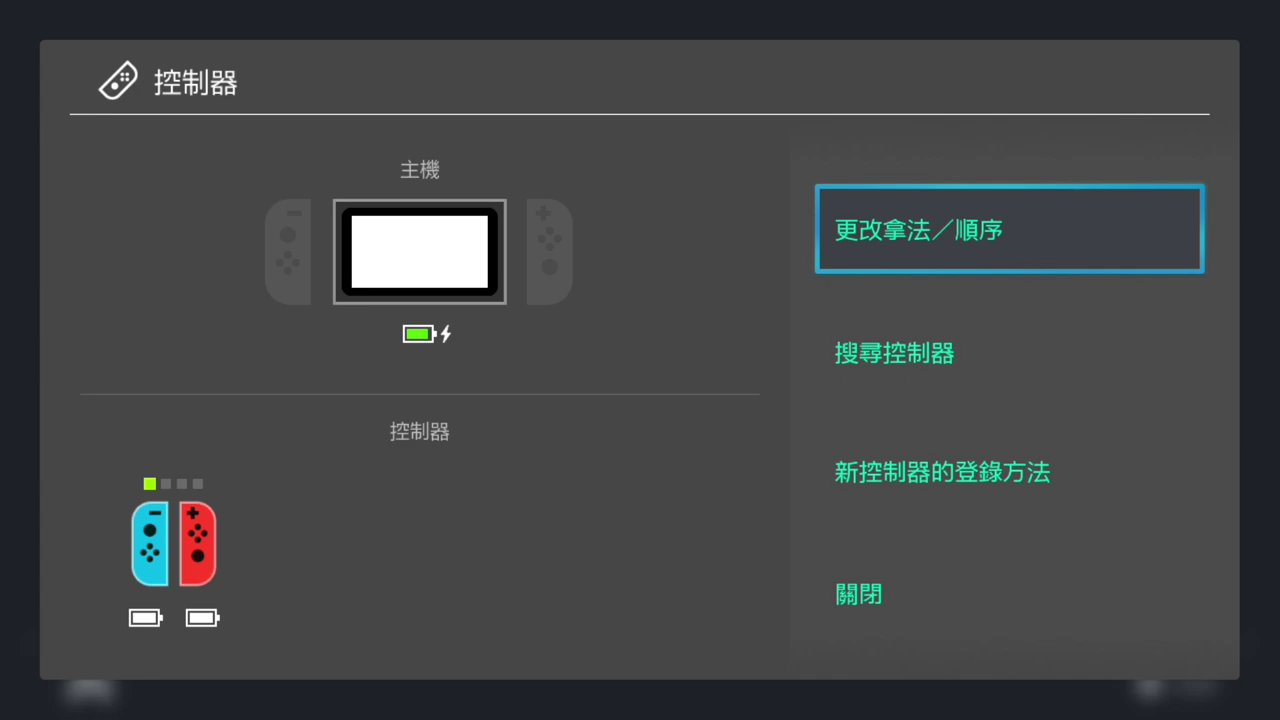 控制器
主機
控制器
更改拿法／順序
搜尋控制器
新控制器的登錄方法
關閉